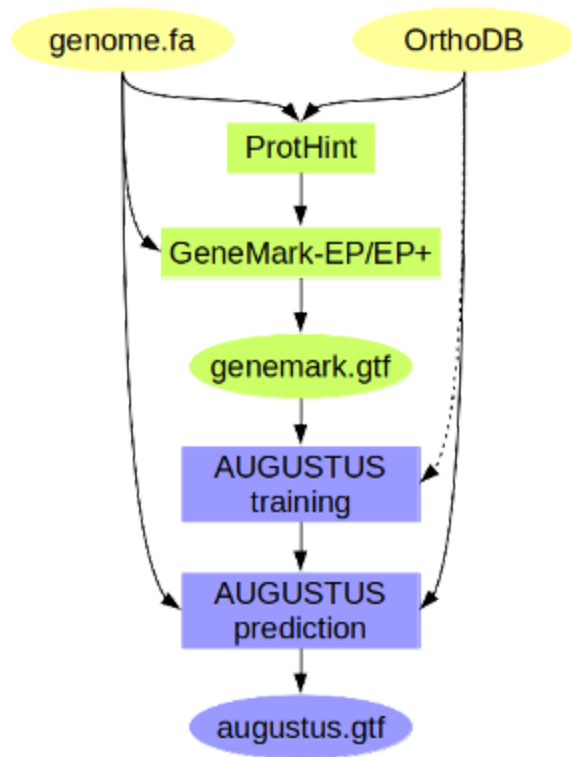 genome.fa
OrthoDB
ProtHint
GeneMark-EP/EP+
genemark.gtf
AUGUSTUS
training
AUGUSTUS
prediction
augustus.gtf